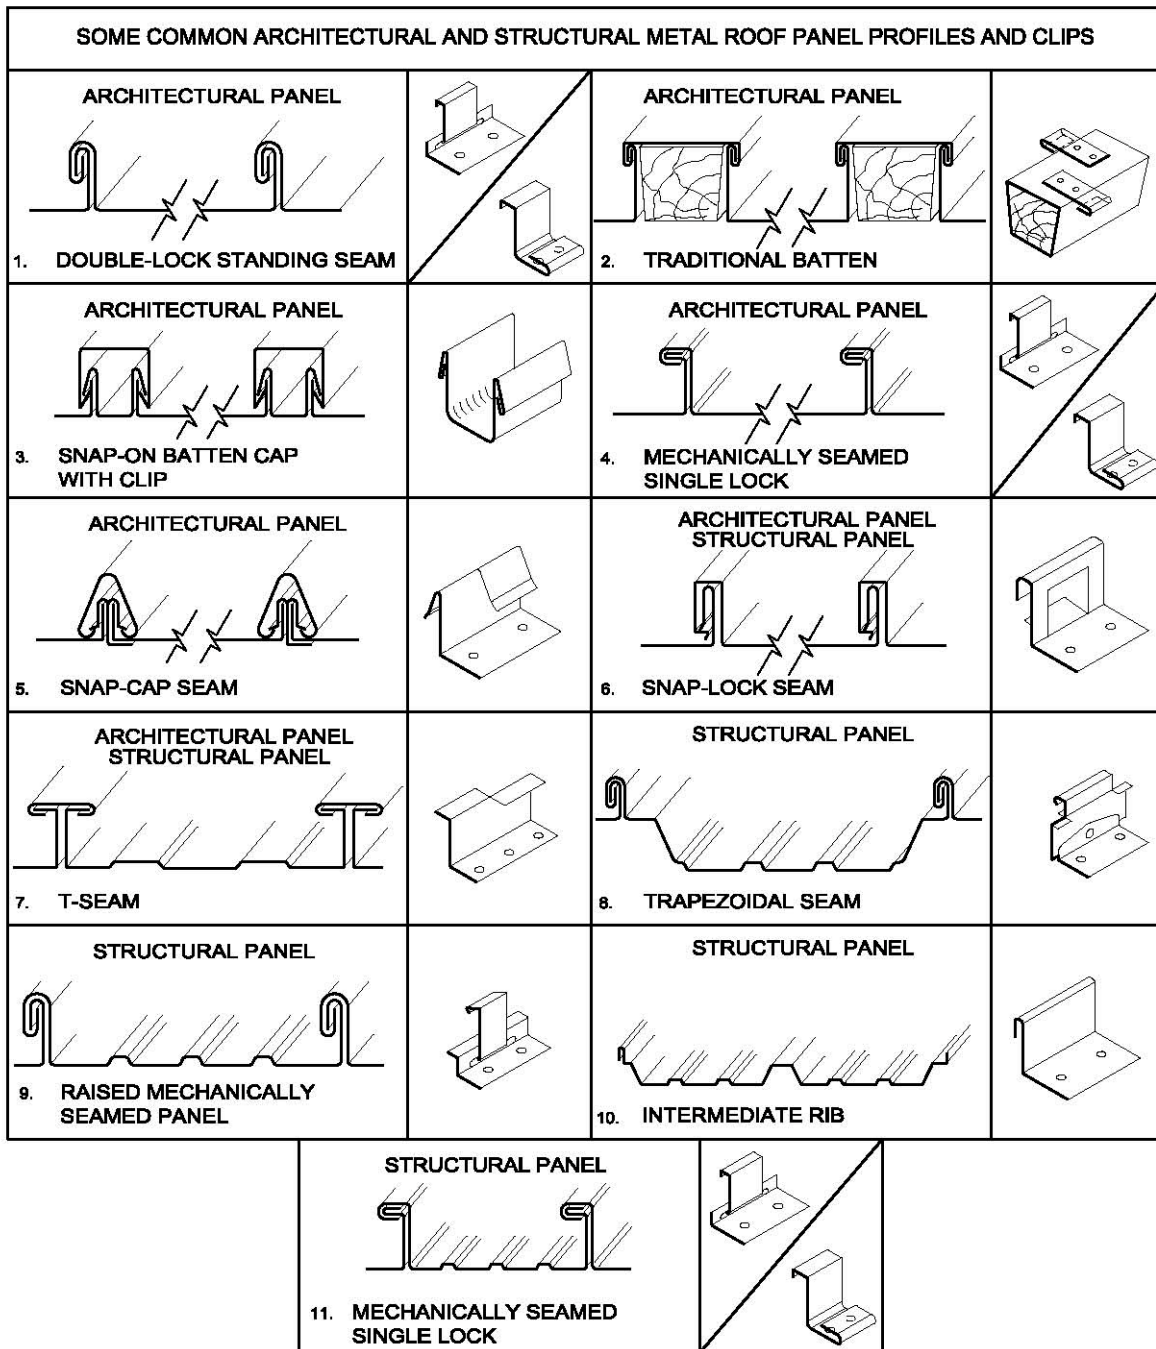 SOME COMMON ARCHITECTURAL AND STRUCTURAL METAL ROOF PANEL PROFILES AND CLIPS
ARCHITECTURAL PANEL
1. DOUBLE-LOCK STANDING SEAM
ARCHITECTURAL PANEL
2. TRADITIONAL BATTEN
ARCHITECTURAL PANEL
3. SNAP-ON BATTEN CAP
WITH CLIP
ARCHITECTURAL PANEL
4. MECHANICALLY SEAMED
SINGLE LOCK
ARCHITECTURAL PANEL
5. SNAP-CAP SEAM
ARCHITECTURAL PANEL
STRUCTURAL PANEL
6. SNAP-LOCK SEAM
ARCHITECTURAL PANEL
STRUCTURAL PANEL
7. T-SEAM
STRUCTURAL PANEL
8. TRAPEZOIDAL SEAM
STRUCTURAL PANEL
9. RAISED MECHANICALLY
SEAMED PANEL
STRUCTURAL PANEL
10. INTERMEDIATE RIB
STRUCTURAL PANEL
11. MECHANICALLY SEAMED
SINGLE LOCK